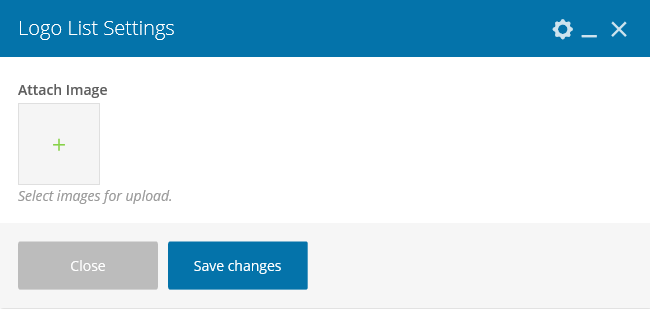 Logo List Settings
Attach Image
+
Select images for upload.
Close Save changes